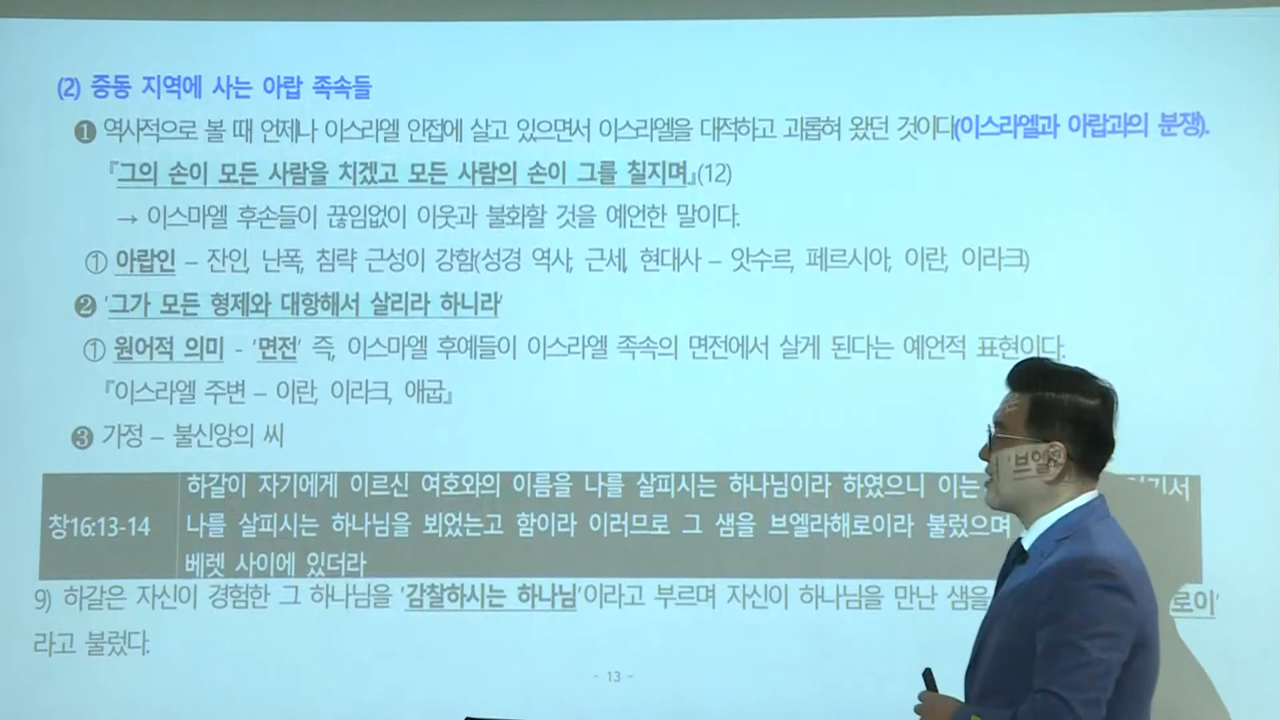 (2) 중동 지역에 사는 아랍 족속들
❶ 역사적으로 볼 때 언제나 이스라엘 인접에 살고 있으면서 이스라엘을 대적하고 괴롭혀 왔던 것이다(이스라엘과 아랍과의 분쟁).
『그의 손이 모든 사람을 치겠고 모든 사람의 손이 그를 칠지며』(12)
→ 이스마엘 후손들이 끊임없이 이웃과 불화할 것을 예언한 말이다.
① 아랍인 – 잔인, 난폭, 침략 근성이 강함(성경 역사, 근세, 현대사 – 앗수르, 페르시아, 이란, 이라크)
❷ '그가 모든 형제와 대항해서 살리라 하니라'
① 원어적 의미 - '면전' 즉, 이스마엘 후예들이 이스라엘 족속의 면전에서 살게 된다는 예언적 표현이다.
『이스라엘 주변 – 이란, 이라크, 애굽』
❸ 가정 – 불신앙의 씨
창16:13-14
하갈이 자기에게 이르신 여호와의 이름을 나를 살피시는 하나님이라 하였으니 이는
나를 살피시는 하나님을 뵈었는고 함이라 이러므로 그 샘을 브엘라해로이라 불렀으며
베렛 사이에 있더라
9) 하갈은 자신이 경험한 그 하나님을 '감찰하시는 하나님'이라고 부르며 자신이 하나님을 만난 샘을 로이'
라고 불렀다.
- 13 -